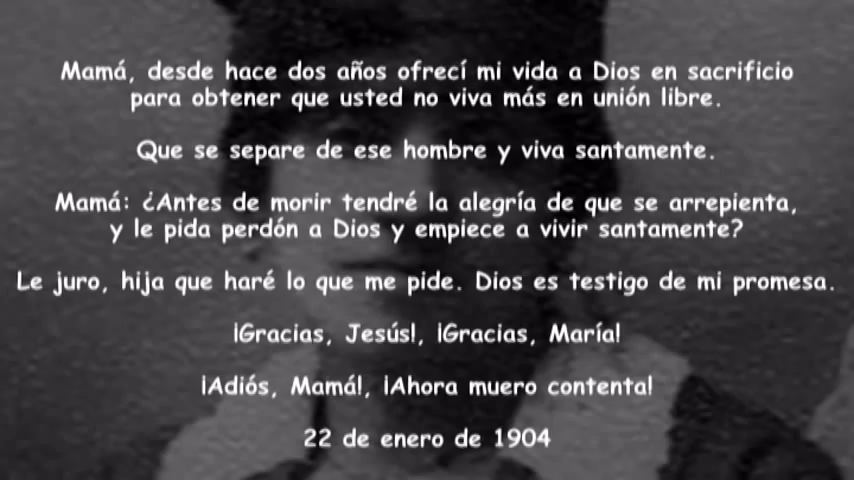 Mamá, desde hace dos años ofrecí mi vida a Dios en sacrificio
para obtener que usted no viva más en unión libre.
Que se separe de ese hombre y viva santamente.
Mamá: ¿Antes de morir tendré la alegría de que se arrepienta,
y le pida perdón a Dios y empiece a vivir santamente?
Le juro, hija que haré lo que me pide. Dios es testigo de mi promesa.
¡Gracias, Jesús!, ¡Gracias, María!
¡Adiós, Mamá!, ¡Ahora muero contenta!
22 de enero de 1904